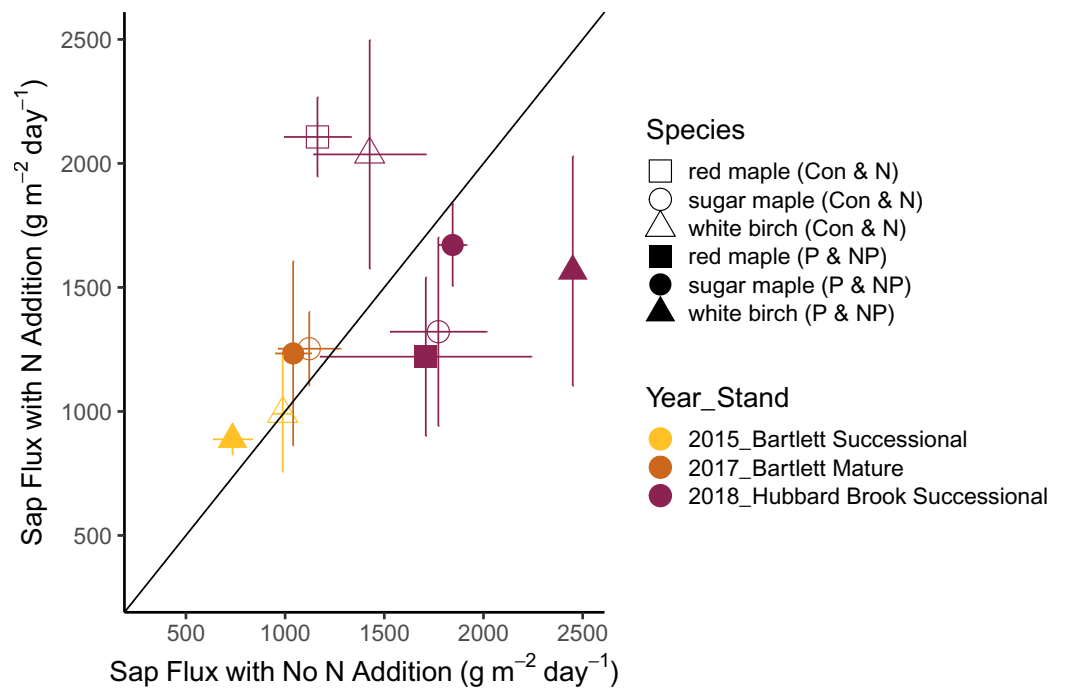 2500
2000
1500
1000
500
Sap Flux with N Addition (g m⁻² day⁻¹)
500 1000 1500 2000 2500
Sap Flux with No N Addition (g m⁻² day⁻¹)
Species
red maple (Con & N)
sugar maple (Con & N)
white birch (Con & N)
red maple (P & NP)
sugar maple (P & NP)
white birch (P & NP)
Year_Stand
2015_Bartlett Successional
2017_Bartlett Mature
2018_Hubbard Brook Successional